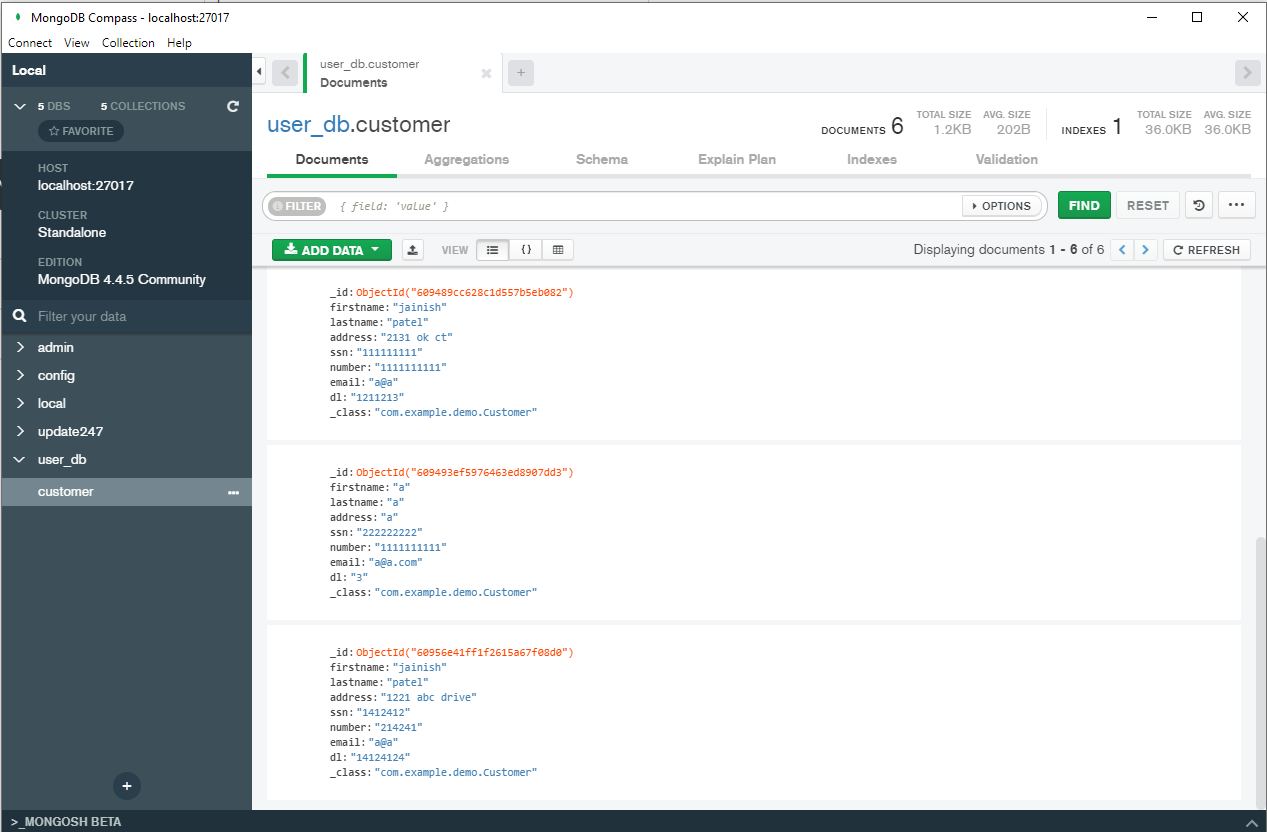 MongoDB Compass - localhost:27017
Connect View Collection Help
Local
5 DBS 5 COLLECTIONS
FAVORITE
HOST
localhost:27017
CLUSTER
Standalone
EDITION
MongoDB 4.4.5 Community
Filter your data
admin
config
local
update247
user_db
customer
>_MONGOSH BETA
user_db.customer
Documents
user_db.customer
DOCUMENTS 6 TOTAL SIZE 1.2KB AVG. SIZE 202B INDEXES 1 TOTAL SIZE 36.0KB AVG. SIZE 36.0KB
Documents Aggregations Schema Explain Plan Indexes Validation
FILTER { field: 'value' } OPTIONS FIND RESET
ADD DATA VIEW {} Displaying documents 1 - 6 of 6 < > REFRESH
_id:ObjectId("609489cc628c1d557b5eb082")
firstname:"jainish"
lastname:"patel"
address:"2131 ok ct"
ssn:"111111111"
number:"1111111111"
email:"a@a"
dl:"1211213"
_class:"com.example.demo.Customer"
_id:ObjectId("609493ef5976463ed8907dd3")
firstname:"a"
lastname:"a"
address:"a"
ssn:"222222222"
number:"1111111111"
email:"a@a.com"
dl:"3"
_class:"com.example.demo.Customer"
_id:ObjectId("60956e41ff1f2615a67f08d0")
firstname:"jainish"
lastname:"patel"
address:"1221 abc drive"
ssn:"1412412"
number:"214241"
email:"a@a"
dl:"14124124"
_class:"com.example.demo.Customer"